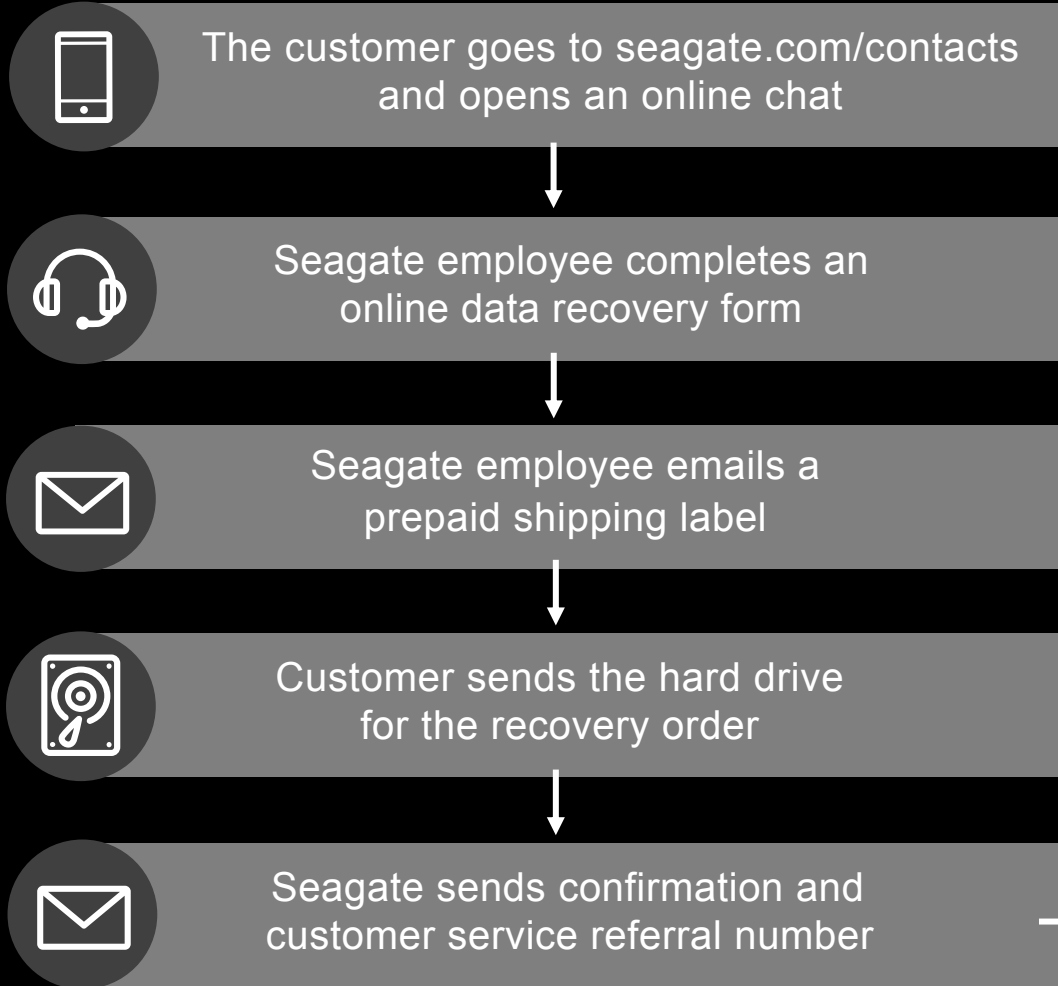 The customer goes to seagate.com/contacts
and opens an online chat
Seagate employee completes an
online data recovery form
Seagate employee emails a
prepaid shipping label
Customer sends the hard drive
for the recovery order
Seagate sends confirmation and
customer service referral number